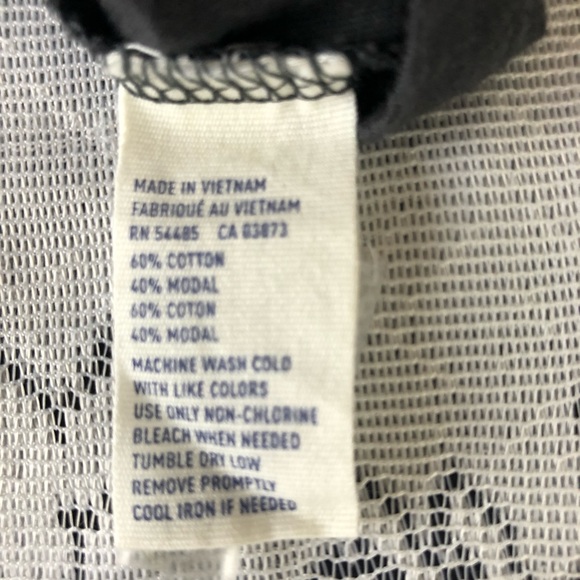 MADE IN VIETNAM
FABRIQUÉ AU VIETNAM
RN 54485 CA 03873
60% COTTON
40% MODAL
60% COTON
40% MODAL
MACHINE WASH COLD
WITH LIKE COLORS
USE ONLY NON-CHLORINE
BLEACH WHEN NEEDED
TUMBLE DRY LOW
REMOVE PROMPTLY
COOL IRON IF NEEDED